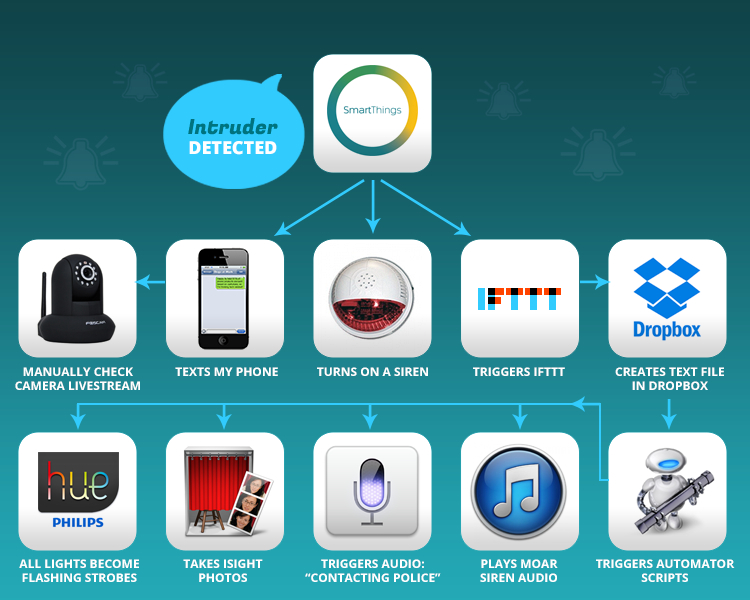 Intruder
DETECTED
SmartThings
IFTTT
Dropbox
MANUALLY CHECK
CAMERA LIVESTREAM
TEXTS MY PHONE
TURNS ON A SIREN
TRIGGERS IFTTT
CREATES TEXT FILE
IN DROPBOX
hue
PHILIPS
ALL LIGHTS BECOME
FLASHING STROBES
TAKES ISIGHT
PHOTOS
TRIGGERS AUDIO:
“CONTACTING POLICE”
PLAYS MOAR
SIREN AUDIO
TRIGGERS AUTOMATOR
SCRIPTS